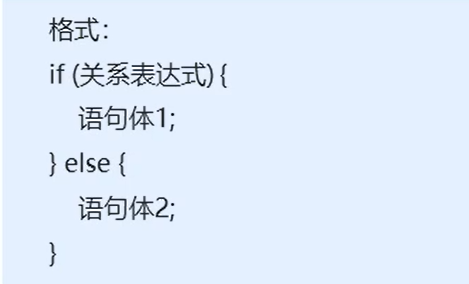 格式：
if (关系表达式) {
语句体1;
} else {
语句体2;
}